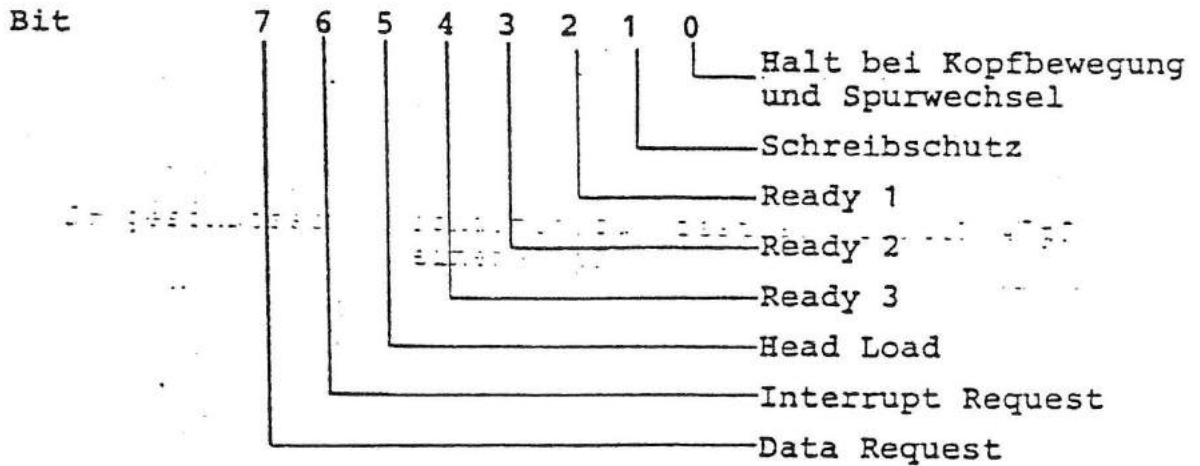 Bit 7 6 5 4 3 2 1 0
Halt bei Kopfbewegung
und Spurwechsel
Schreibschutz
Ready 1
Ready 2
Ready 3
Head Load
Interrupt Request
Data Request